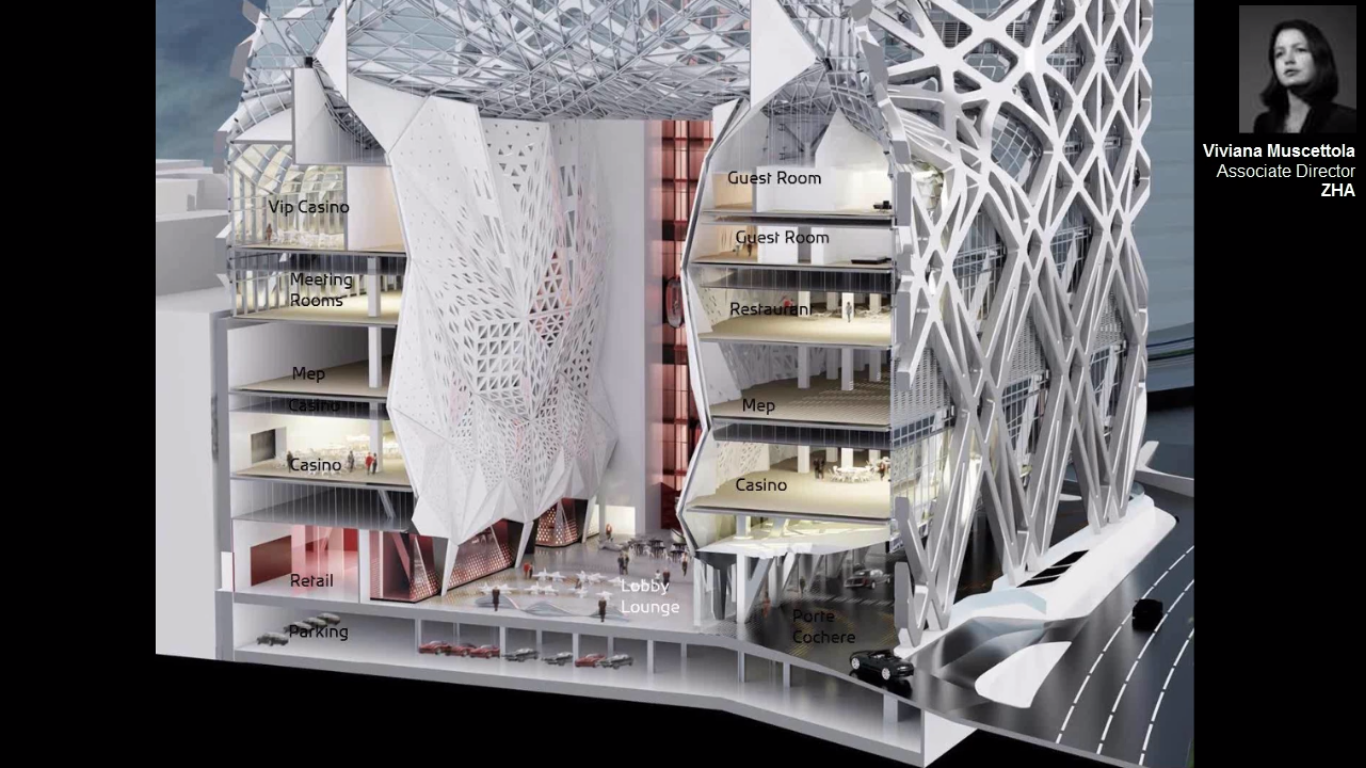 Viviana Muscettola
Associate Director
ZHA
Guest Room
Vip Casino
Guest Room
Meeting
Rooms
Restaurant
Mep
Mep
Casino
Casino
Casino
Retail
Lobby
Lounge
Porte
Cochere
Parking